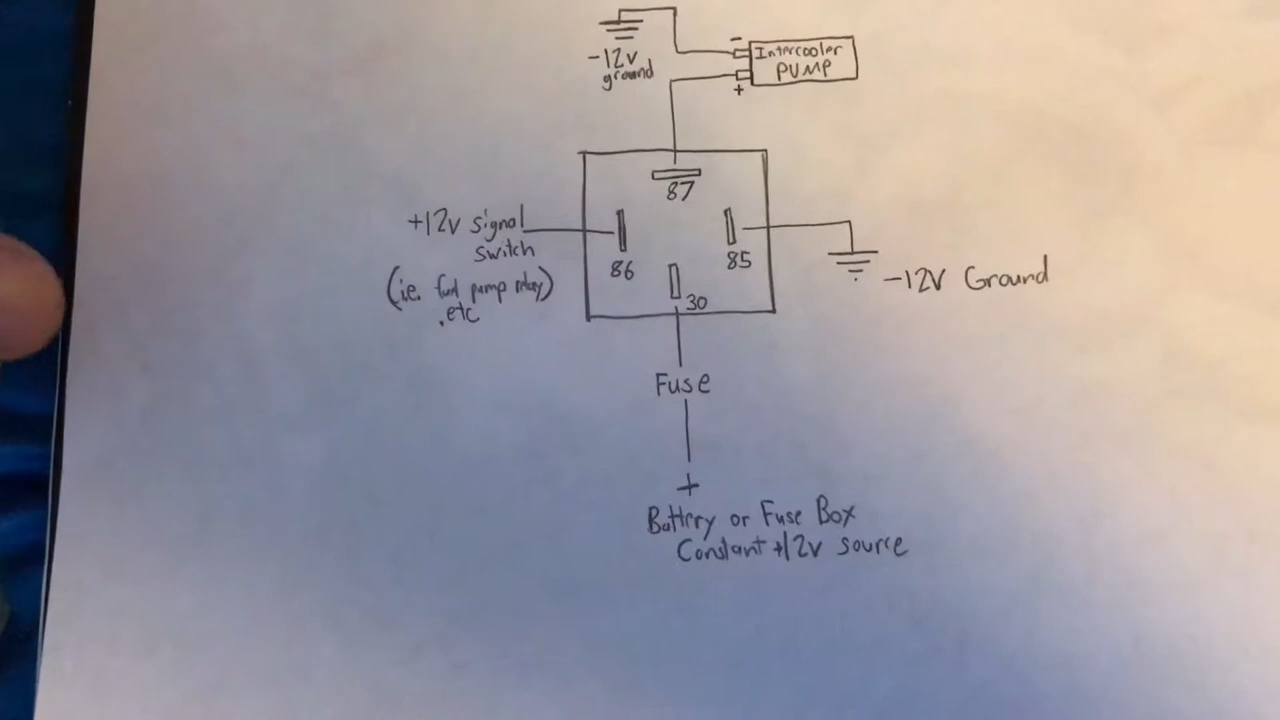 -12v
ground
-
Intercooler
PUMP
+
87
+12v signal
switch
(i.e. fuel pump relay)
.etc
86
85
30
-12V Ground
Fuse
+
Battery or Fuse Box
Constant +12v source